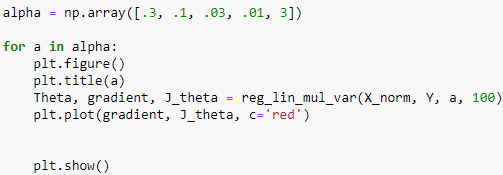 alpha = np.array([.3, .1, .03, .01, 3])
for a in alpha:
    plt.figure()
    plt.title(a)
    Theta, gradient, J_theta = reg_lin_mul_var(X_norm, Y, a, 100)
    plt.plot(gradient, J_theta, c='red')
    plt.show()